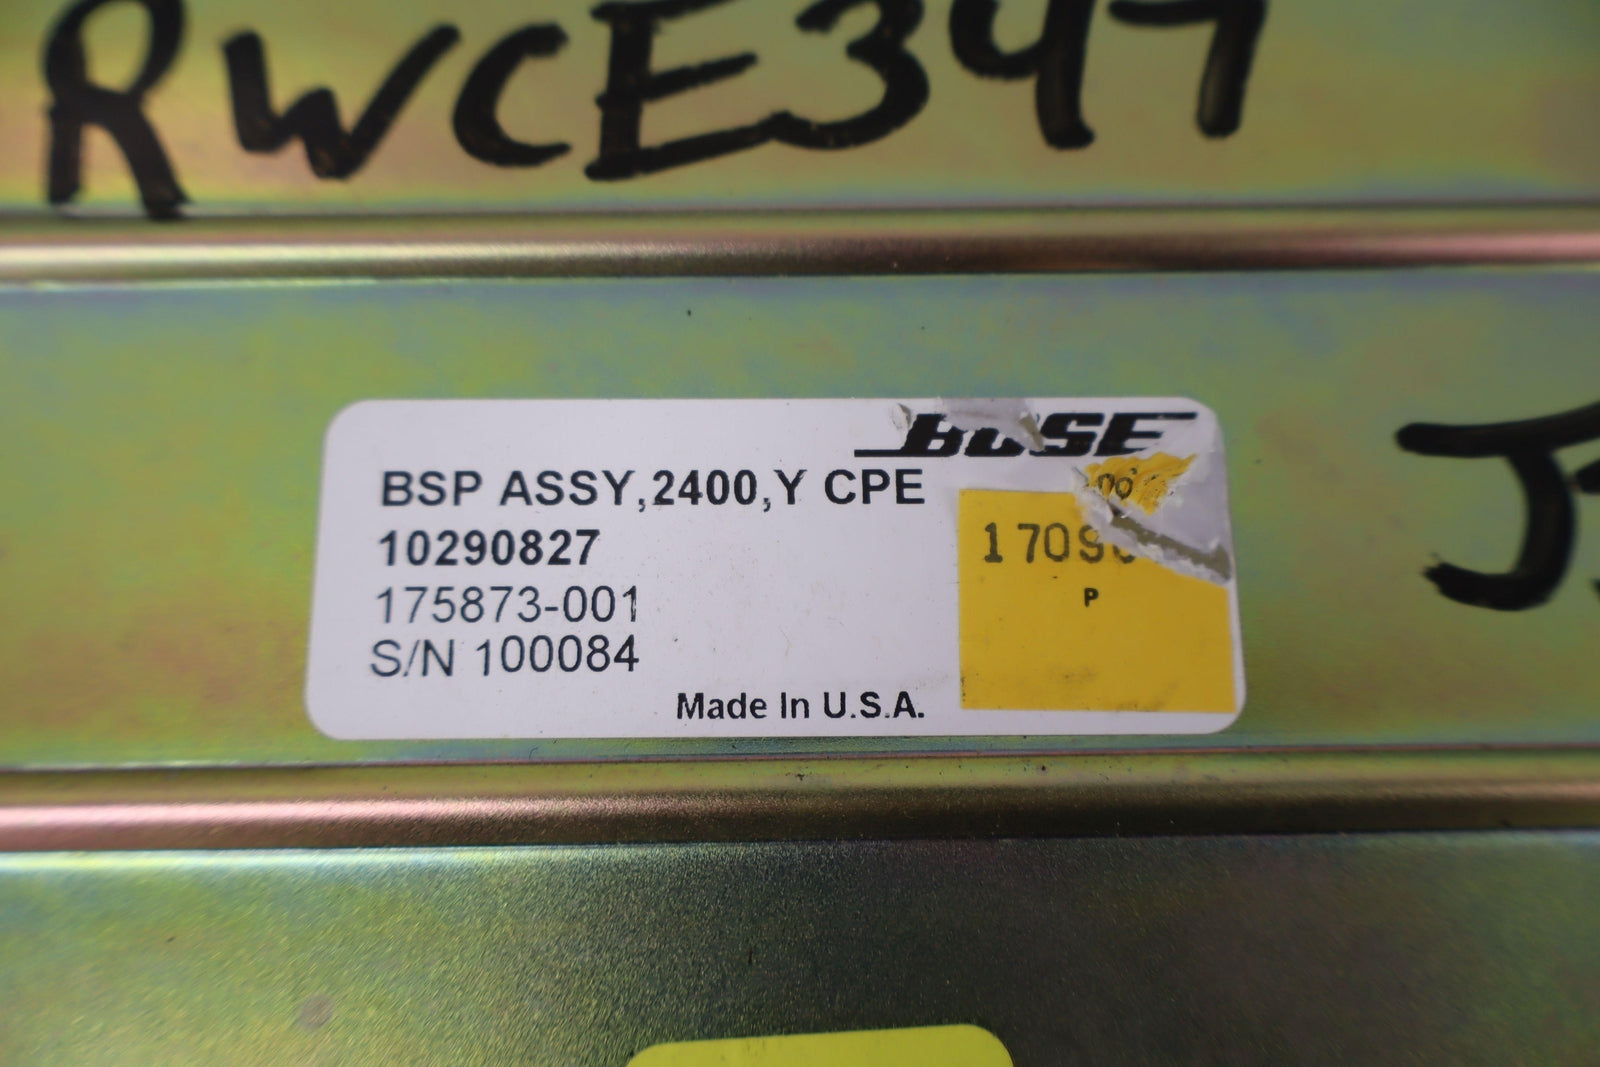 RWCE347
BOSE
BSP ASSY,2400,Y CPE
10290827
175873-001
S/N 100084
Made In U.S.A.
P